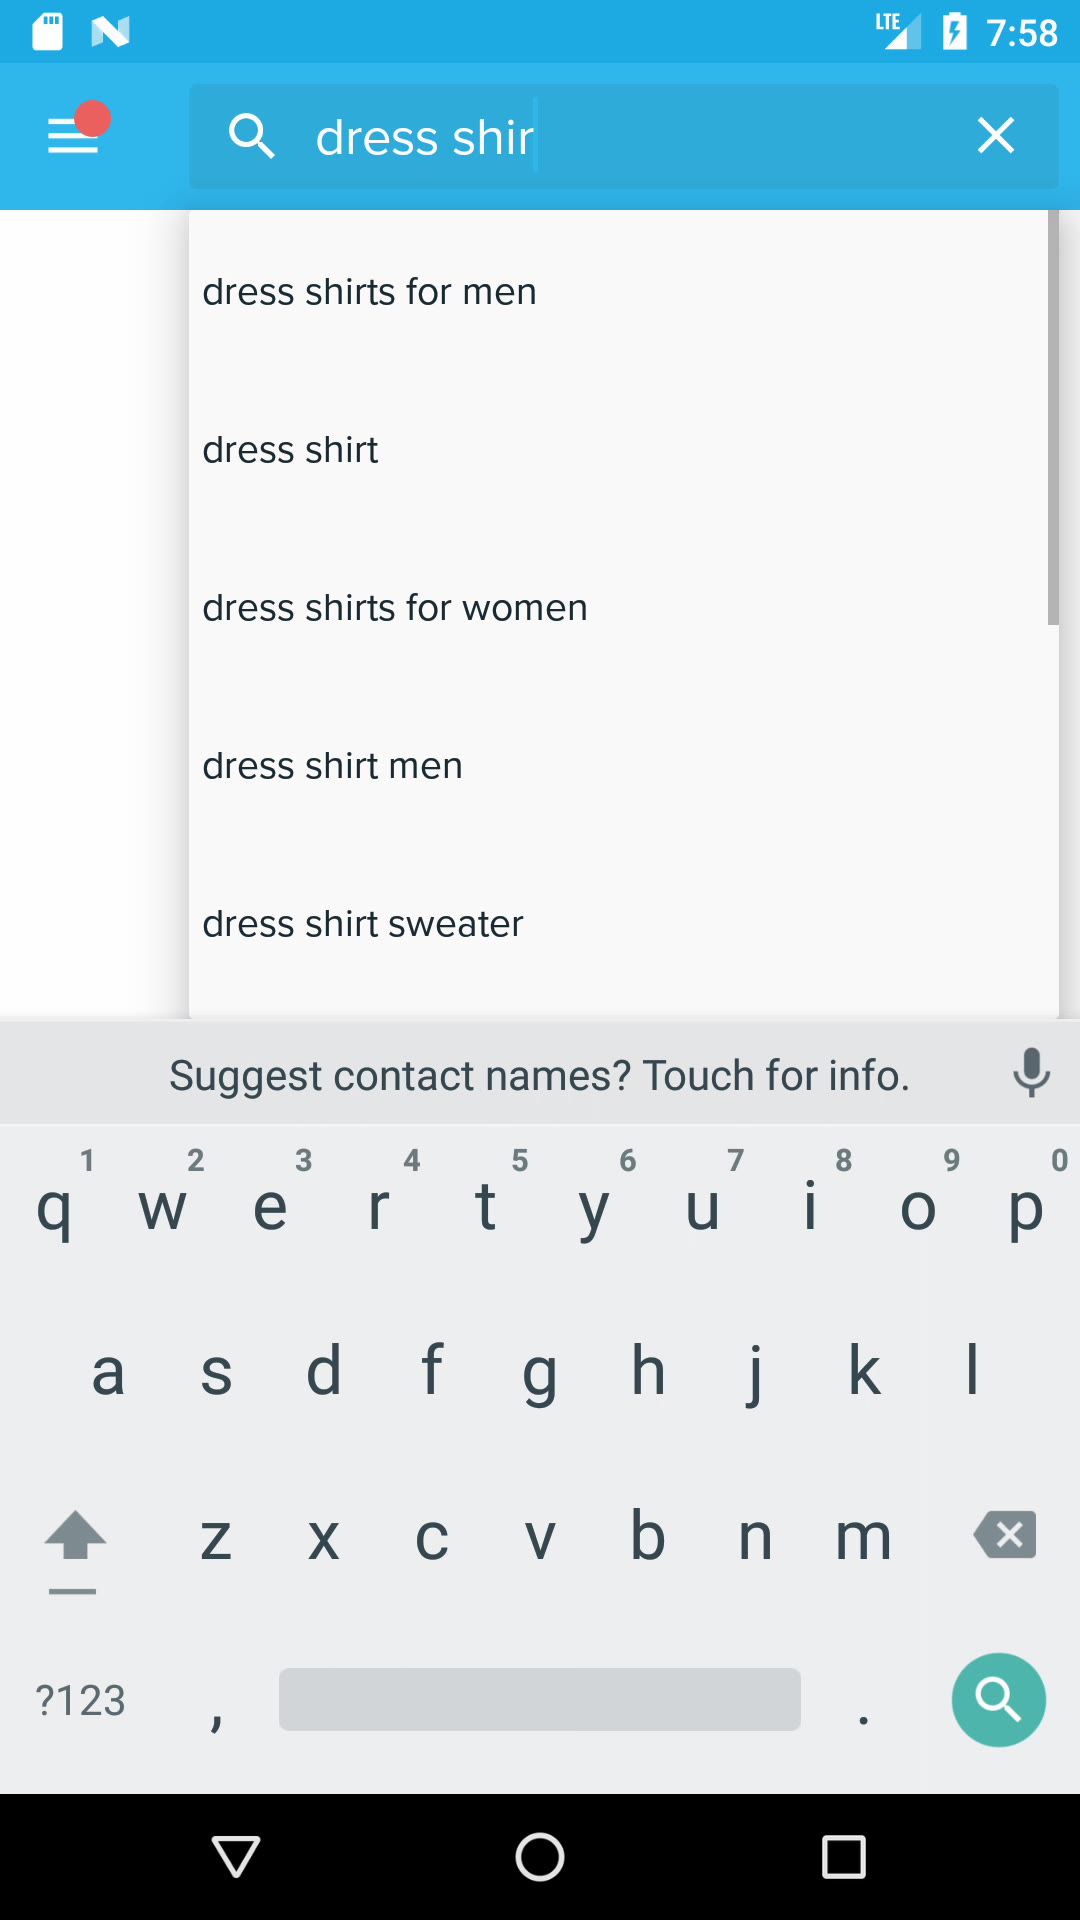 LTE 7:58
dress shir
dress shirts for men
dress shirt
dress shirts for women
dress shirt men
dress shirt sweater
Suggest contact names? Touch for info.
1 2 3 4 5 6 7 8 9 0
q w e r t y u i o p
a s d f g h j k l
z x c v b n m
?123 , .